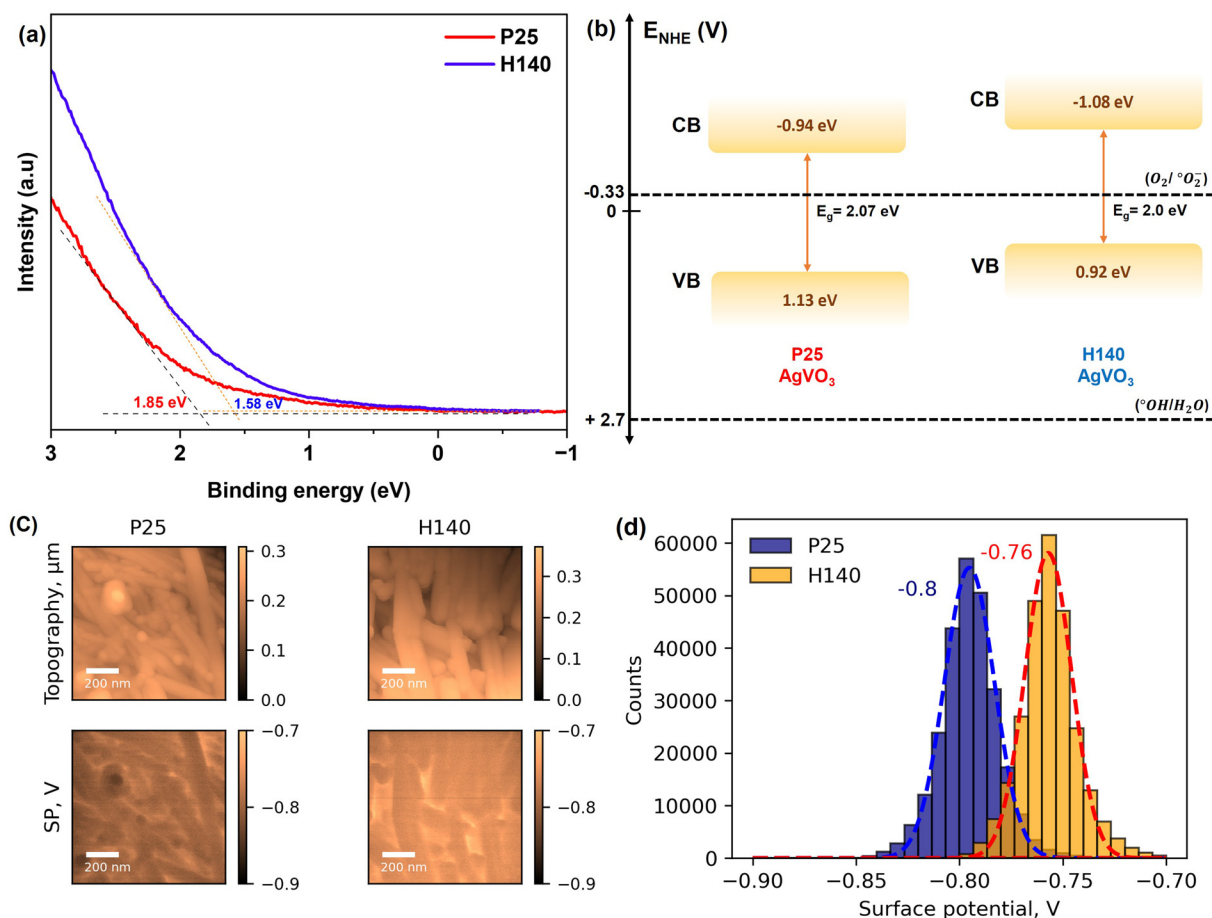 (a)
P25
H140
Intensity (a.u)
1.85 eV
1.58 eV
3
2
1
0
−1
Binding energy (eV)
(b)
E_NHE (V)
CB
-0.94 eV
CB
-1.08 eV
-0.33
(O₂/ °O₂⁻)
0
E_g= 2.07 eV
E_g= 2.0 eV
VB
1.13 eV
VB
0.92 eV
P25
AgVO₃
H140
AgVO₃
+ 2.7
(°OH/H₂O)
(C)
P25
H140
Topography, μm
200 nm
0.3
0.2
0.1
0.0
200 nm
0.3
0.2
0.1
0.0
SP, V
200 nm
−0.7
−0.8
−0.9
200 nm
−0.7
−0.8
−0.9
(d)
P25
H140
-0.8
-0.76
Counts
60000
50000
40000
30000
20000
10000
0
−0.90
−0.85
−0.80
−0.75
−0.70
Surface potential, V